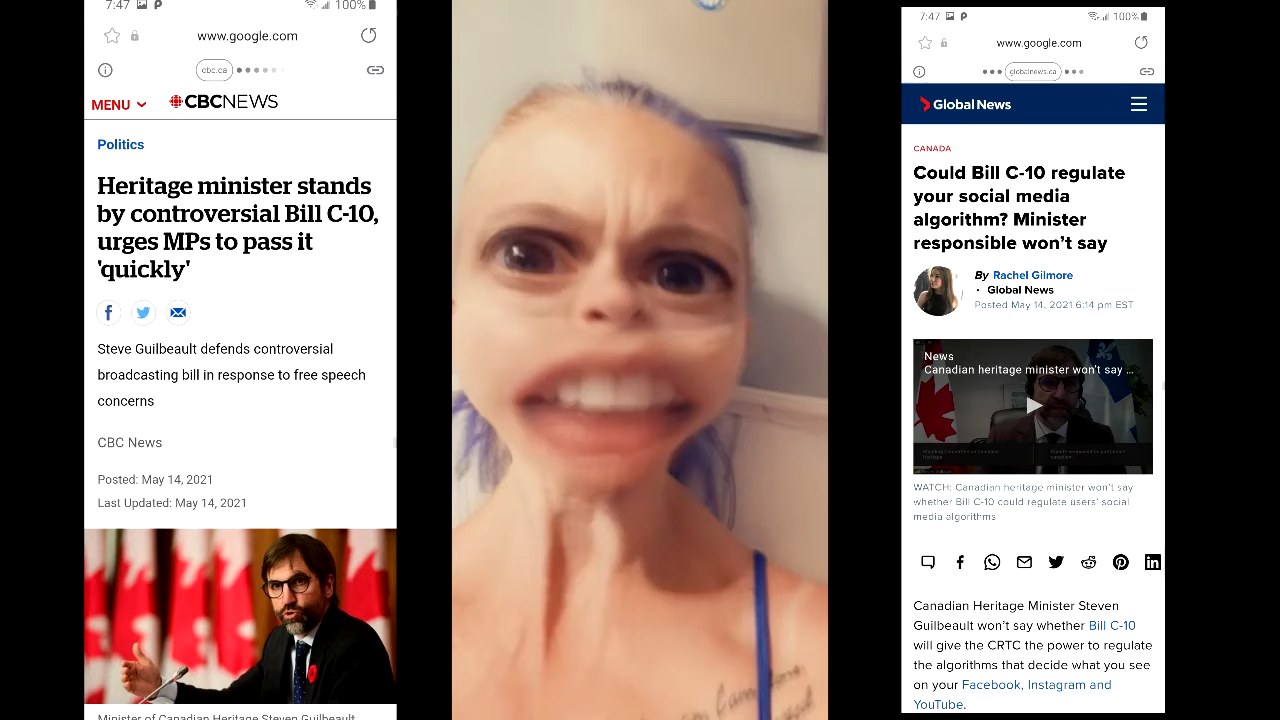 7:47 P 100%
www.google.com
cbc.ca
MENU CBCNEWS
Politics
Heritage minister stands
by controversial Bill C-10,
urges MPs to pass it
'quickly'
Steve Guilbeault defends controversial
broadcasting bill in response to free speech
concerns
CBC News
Posted: May 14, 2021
Last Updated: May 14, 2021
Minister of Canadian Heritage Steven Guilbeault
7:47 P 100%
www.google.com
globalnews.ca
Global News
CANADA
Could Bill C-10 regulate
your social media
algorithm? Minister
responsible won't say
By Rachel Gilmore
· Global News
Posted May 14, 2021 6:14 pm EST
News
Canadian heritage minister won't say ...
WATCH: Canadian heritage minister won't say
whether Bill C-10 could regulate users' social
media algorithms
Canadian Heritage Minister Steven
Guilbeault won't say whether Bill C-10
will give the CRTC the power to regulate
the algorithms that decide what you see
on your Facebook, Instagram and
YouTube.